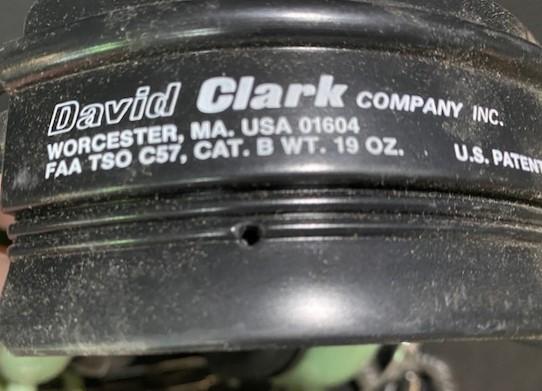 David Clark COMPANY INC.
WORCESTER, MA. USA 01604
FAA TSO C57, CAT. B WT. 19 OZ.
U.S. PATENT